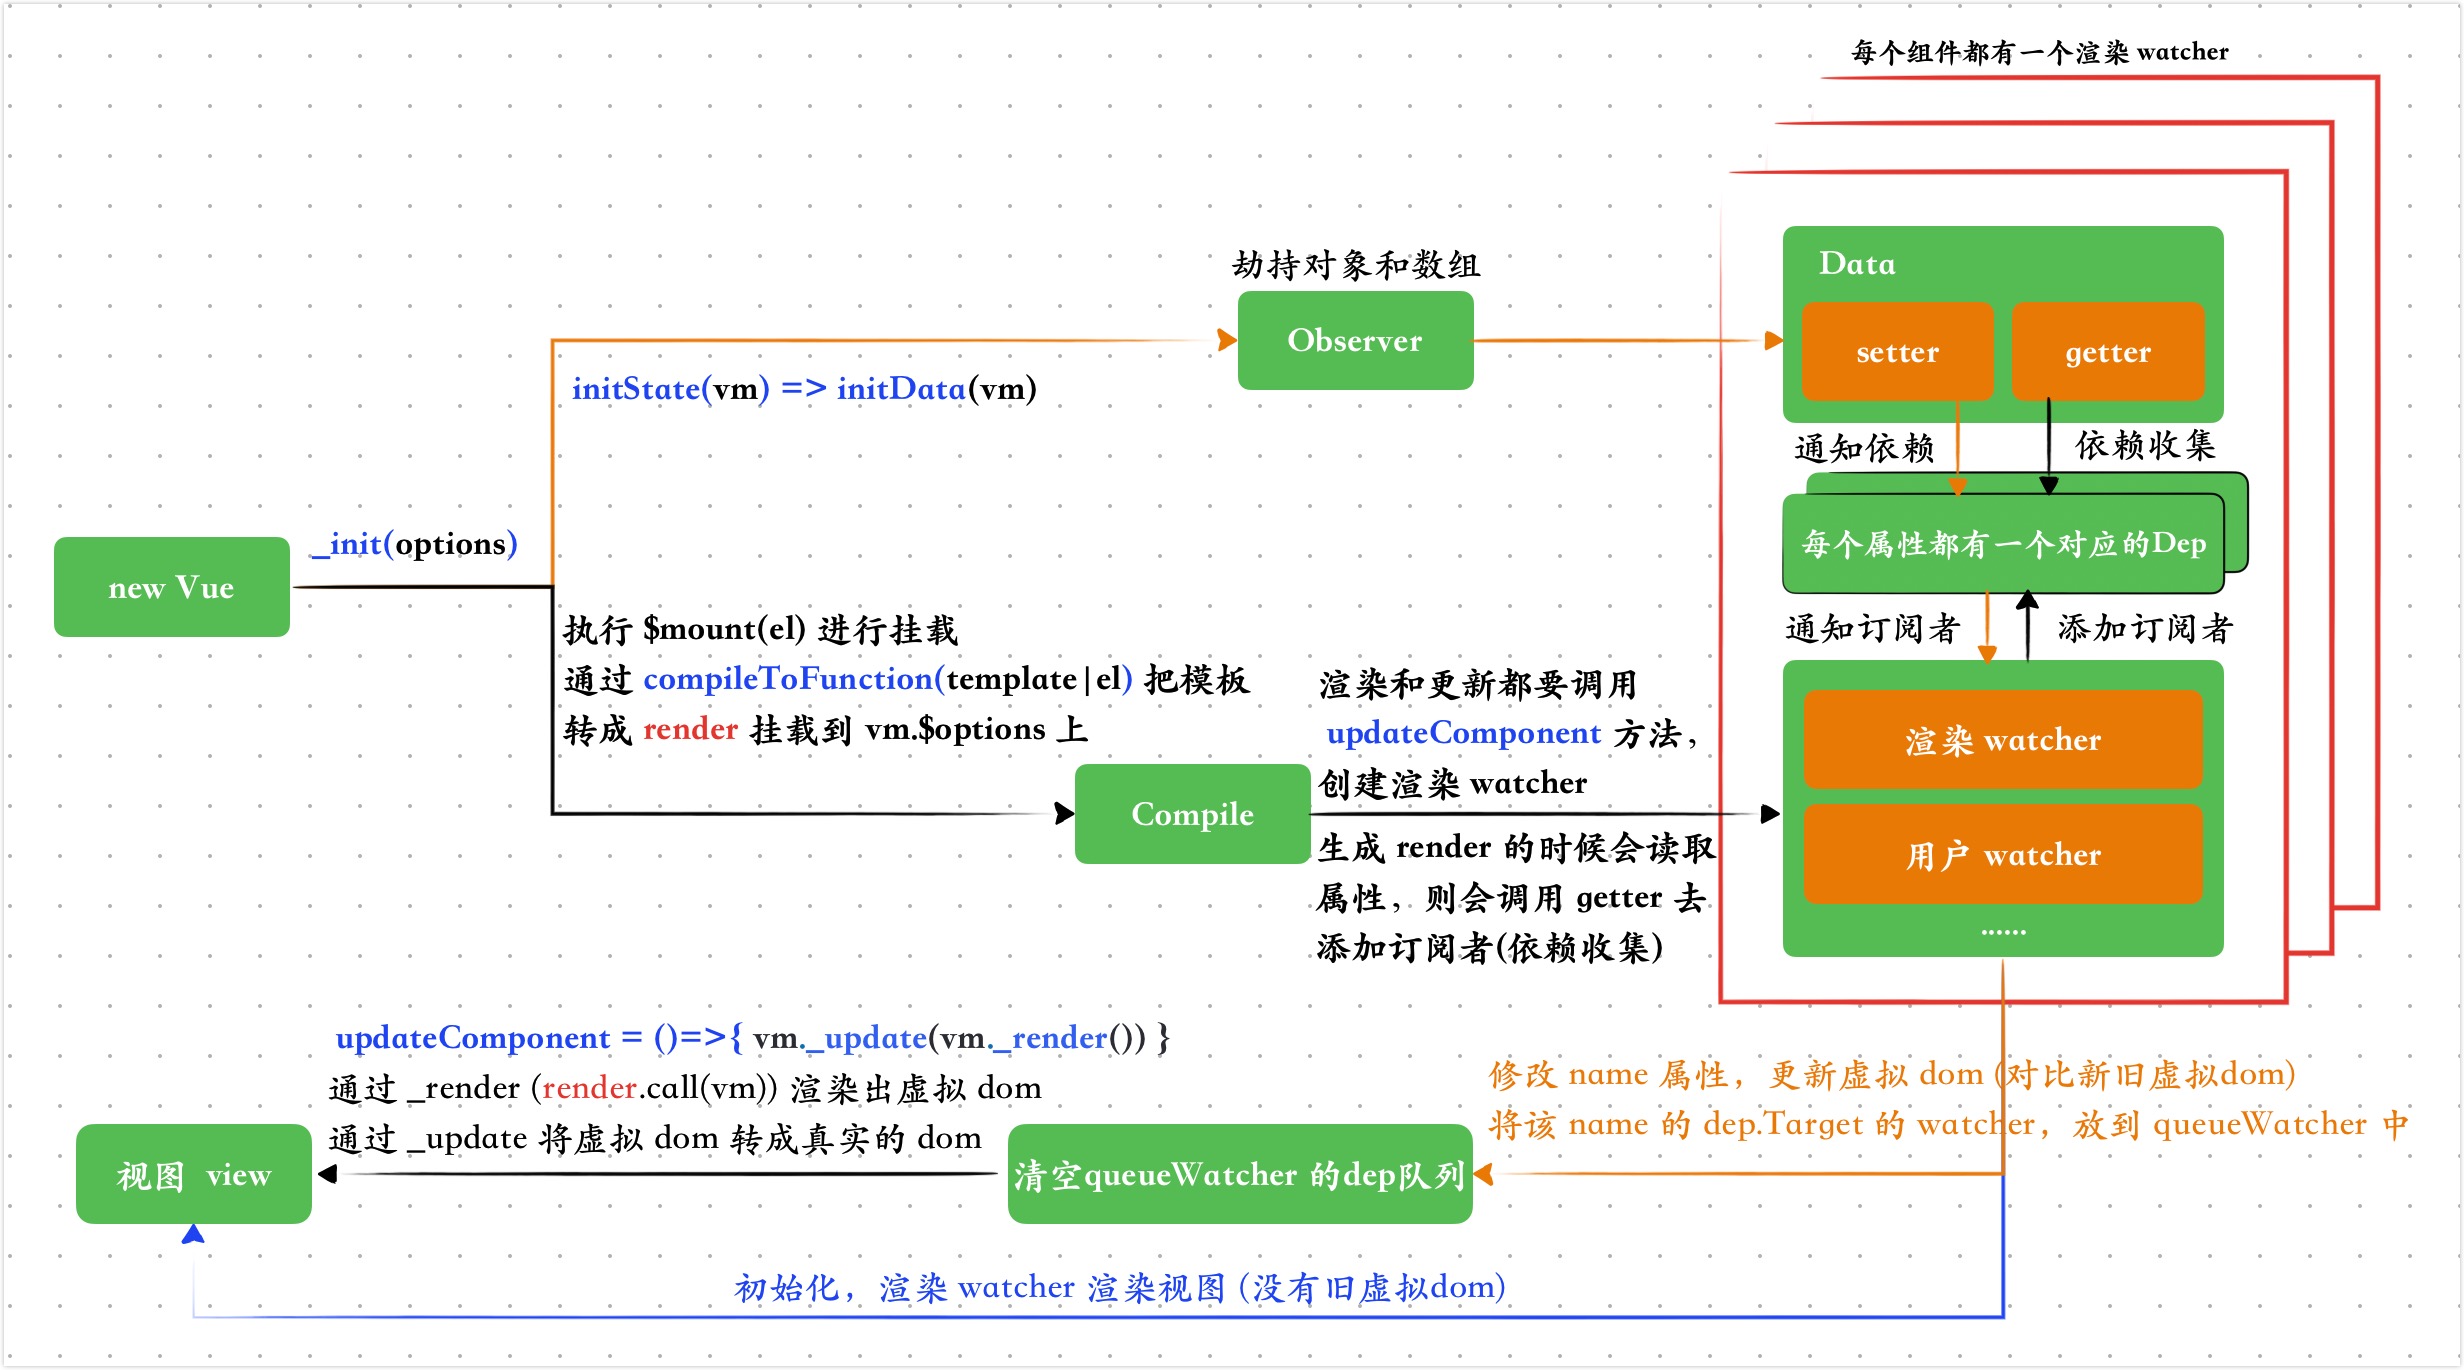 每个组件都有一个渲染 watcher
劫持对象和数组
Observer
Data
setter
getter
initState(vm) => initData(vm)
通知依赖
依赖收集
_init(options)
new Vue
每个属性都有一个对应的Dep
执行 $mount(el) 进行挂载
通过 compileToFunction(template|el) 把模板
转成 render 挂载到 vm.$options 上
通知订阅者
添加订阅者
渲染和更新都要调用
updateComponent 方法，
创建渲染 watcher
Compile
渲染 watcher
用户 watcher
......
生成 render 的时候会读取
属性，则会调用 getter 去
添加订阅者(依赖收集)
updateComponent = ()=>{ vm._update(vm._render()) }
通过 _render (render.call(vm)) 渲染出虚拟 dom
通过 _update 将虚拟 dom 转成真实的 dom
修改 name 属性，更新虚拟 dom (对比新旧虚拟dom)
将该 name 的 dep.Target 的 watcher，放到 queueWatcher 中
视图 view
清空queueWatcher 的dep队列
初始化，渲染 watcher 渲染视图 (没有旧虚拟dom)